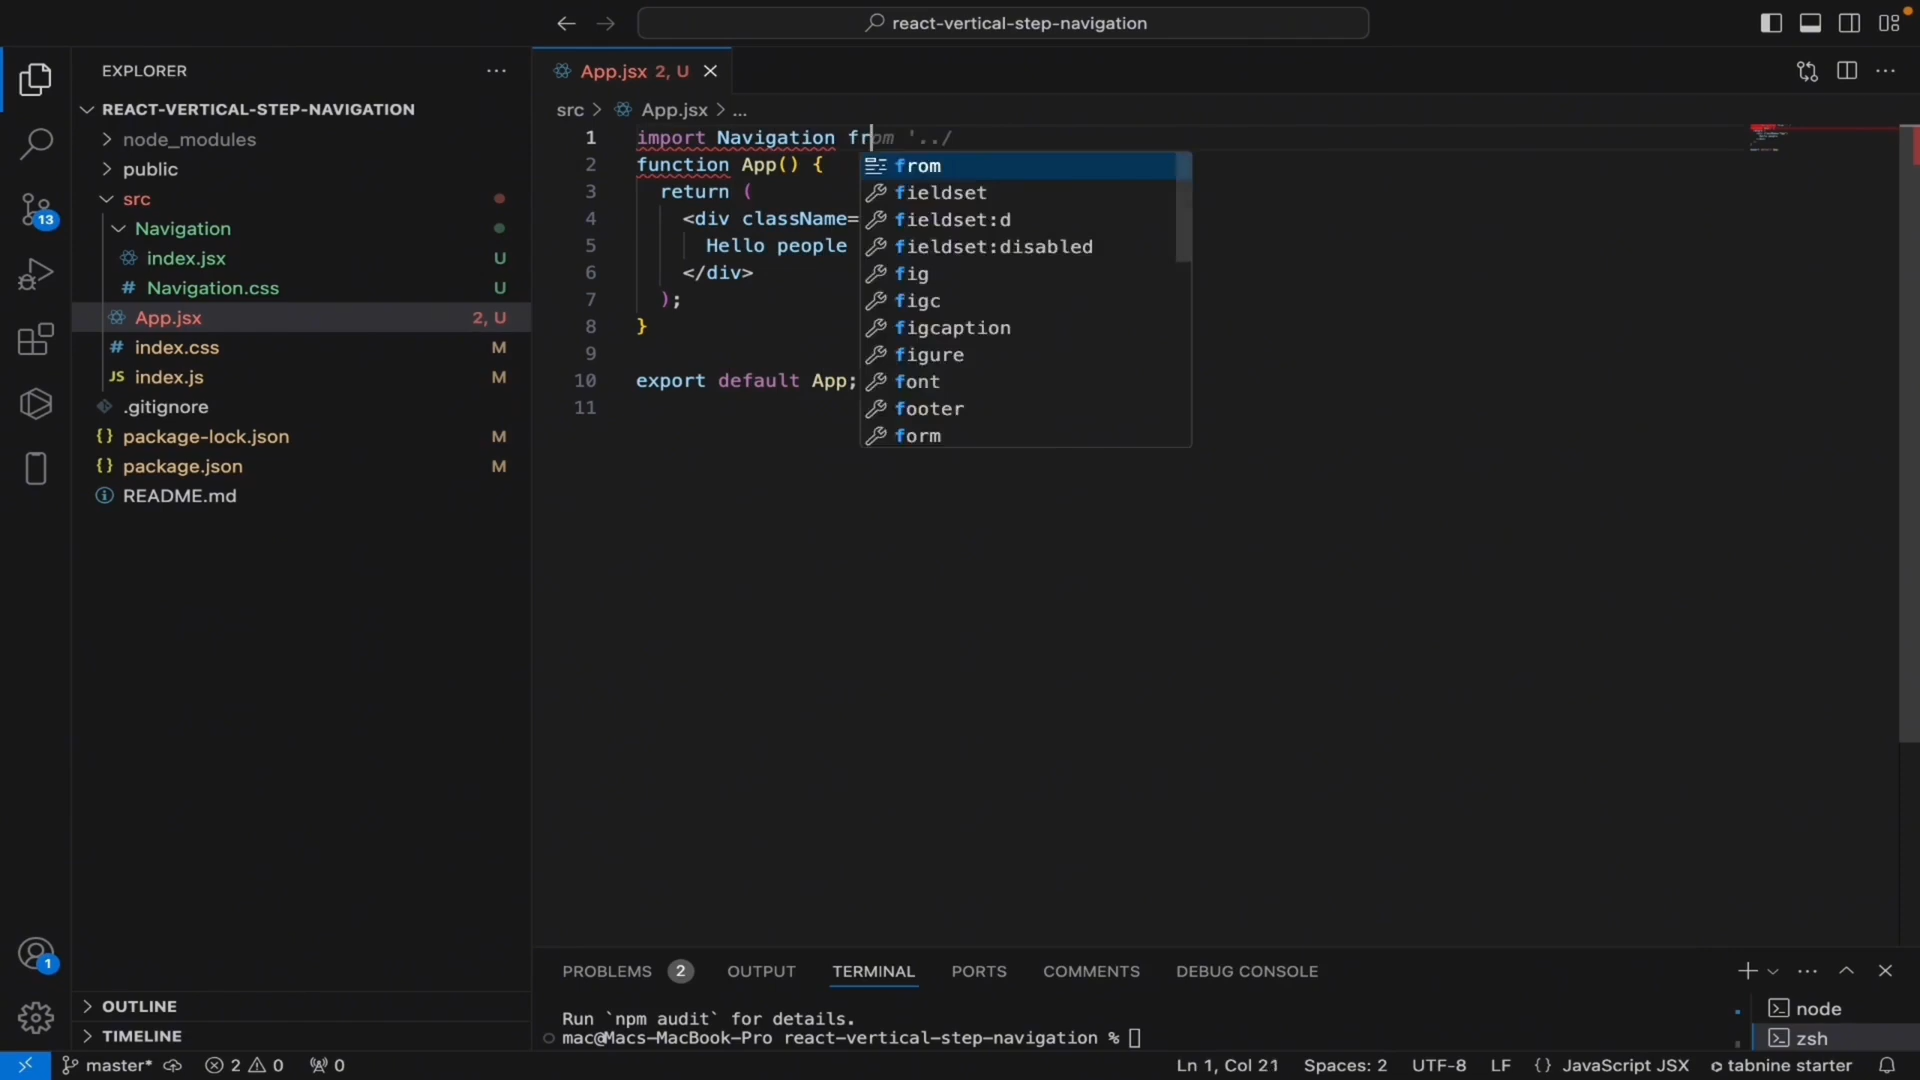 react-vertical-step-navigation
EXPLORER
REACT-VERTICAL-STEP-NAVIGATION
node_modules
public
src
Navigation
index.jsx U
# Navigation.css U
App.jsx 2, U
# index.css M
JS index.js M
.gitignore
{} package-lock.json M
{} package.json M
README.md
13
1
OUTLINE
TIMELINE
App.jsx 2, U
src > App.jsx > ...
1 import Navigation from '../
2 function App() {
3 return (
4 <div className=
5 Hello people
6 </div>
7 );
8 }
9
10 export default App;
11
from
fieldset
fieldset:d
fieldset:disabled
fig
figc
figcaption
figure
font
footer
form
PROBLEMS 2 OUTPUT TERMINAL PORTS COMMENTS DEBUG CONSOLE
Run `npm audit` for details.
mac@Macs-MacBook-Pro react-vertical-step-navigation %
node
zsh
master* 2 0 0 Ln 1, Col 21 Spaces: 2 UTF-8 LF {} JavaScript JSX tabnine starter